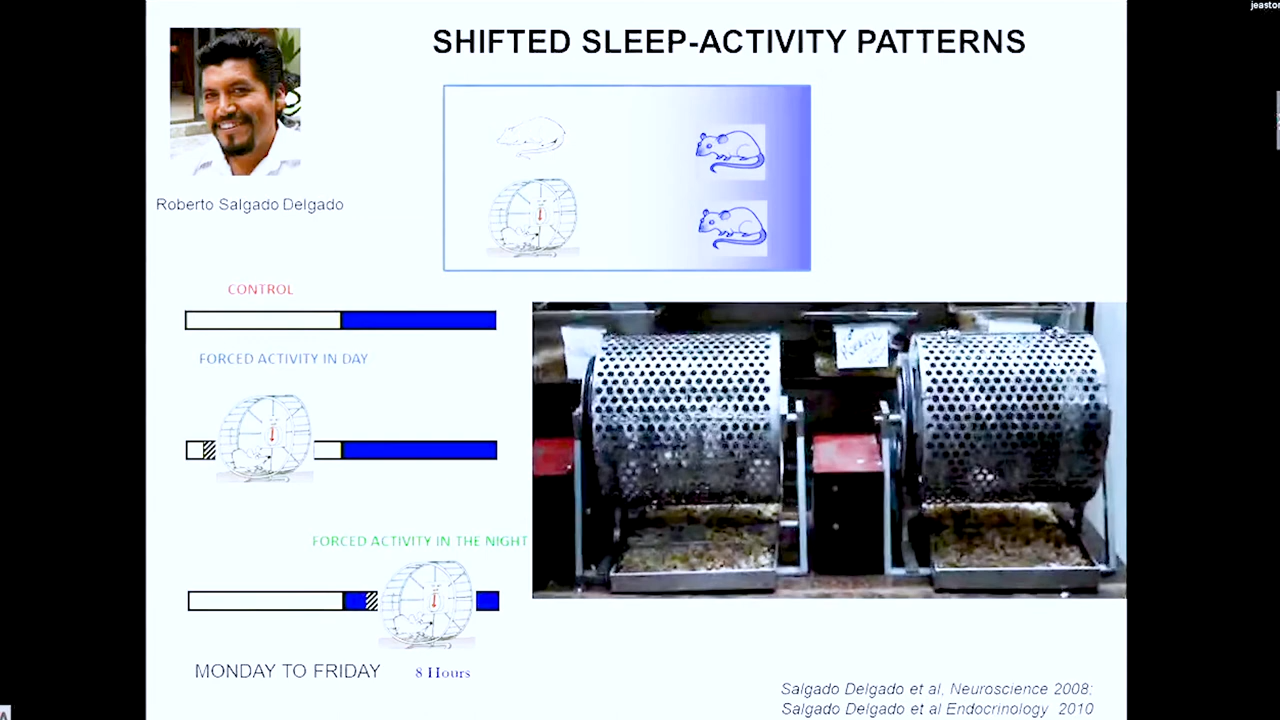 jeasto
SHIFTED SLEEP-ACTIVITY PATTERNS
Roberto Salgado Delgado
CONTROL
FORCED ACTIVITY IN DAY
FORCED ACTIVITY IN THE NIGHT
MONDAY TO FRIDAY 8 Hours
Salgado Delgado et al, Neuroscience 2008;
Salgado Delgado et al Endocrinology 2010